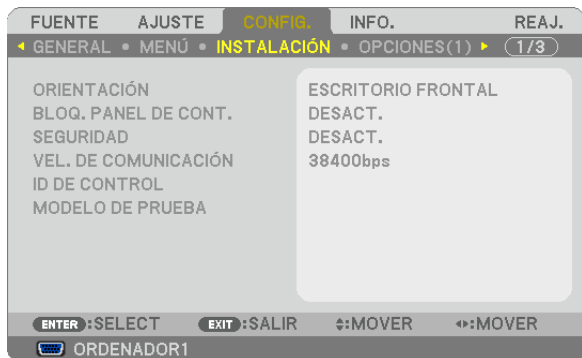 FUENTE AJUSTE CONFIG. INFO. REAJ.
GENERAL • MENÚ • INSTALACIÓN • OPCIONES(1) 1/3
ORIENTACIÓN ESCRITORIO FRONTAL
BLOQ. PANEL DE CONT. DESACT.
SEGURIDAD DESACT.
VEL. DE COMUNICACIÓN 38400bps
ID DE CONTROL
MODELO DE PRUEBA
ENTER :SELECT EXIT :SALIR :MOVER :MOVER
ORDENADOR1